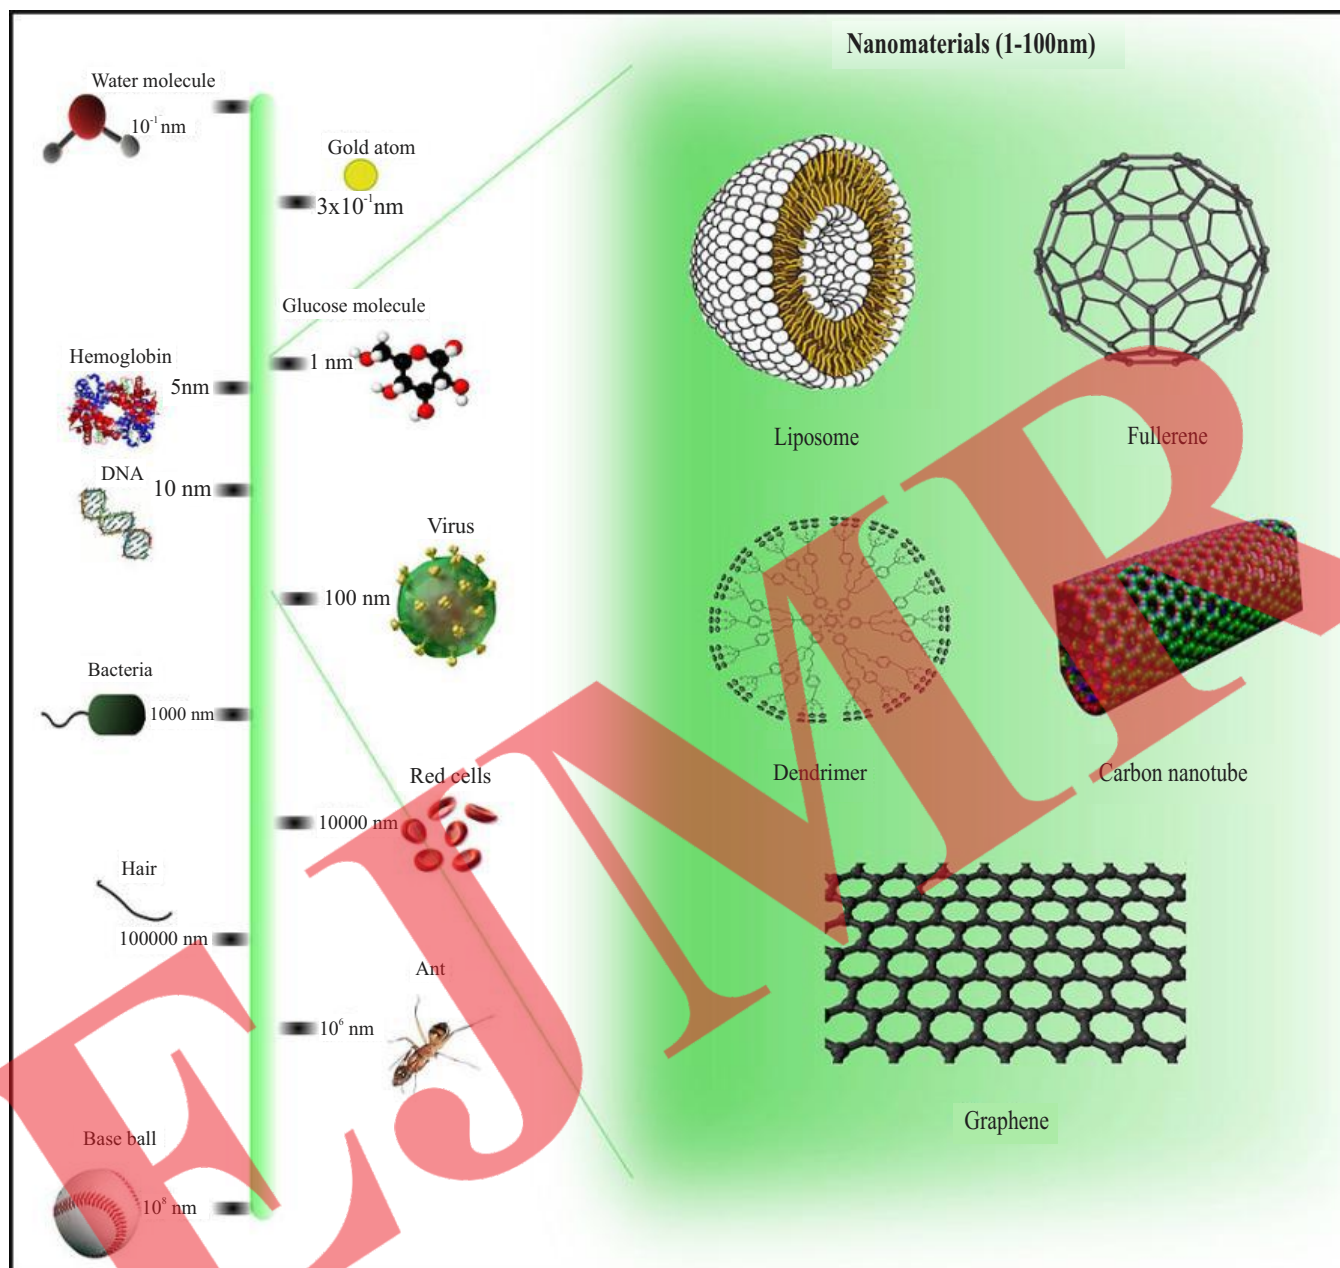 Nanomaterials (1-100nm)
Water molecule
10⁻¹ nm
Gold atom
3x10⁻¹nm
Glucose molecule
1 nm
Hemoglobin
5nm
DNA
10 nm
Virus
100 nm
Bacteria
1000 nm
Red cells
10000 nm
Hair
100000 nm
Ant
10⁶ nm
Base ball
10⁸ nm
Liposome
Fullerene
Dendrimer
Carbon nanotube
Graphene
EJMR